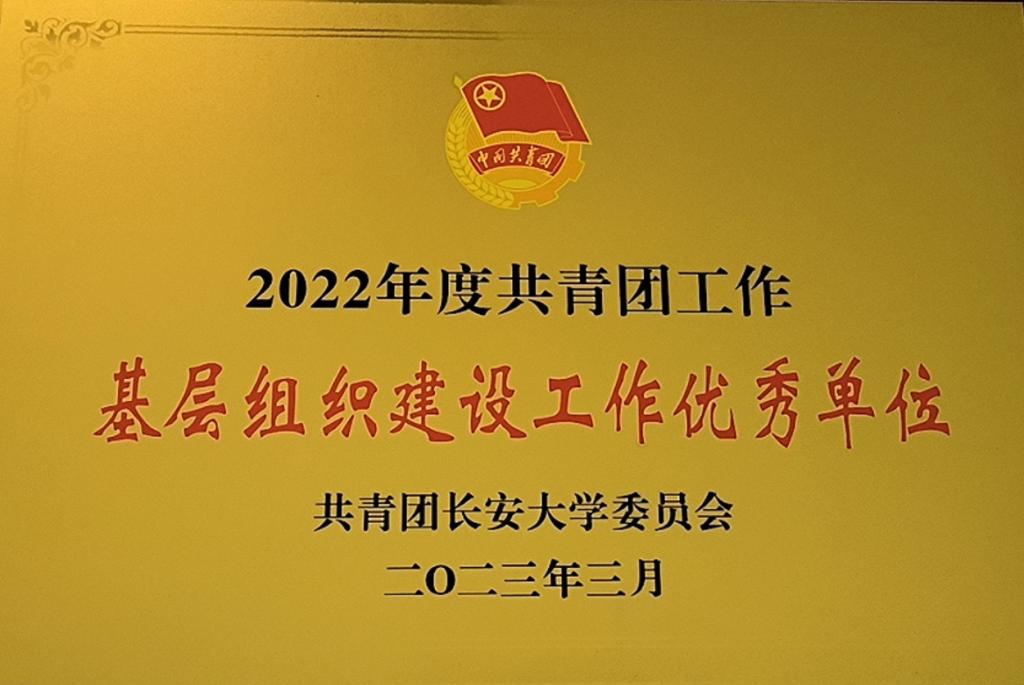 中国共青团
2022年度共青团工作
基层组织建设工作优秀单位
共青团长安大学委员会
二O二三年三月